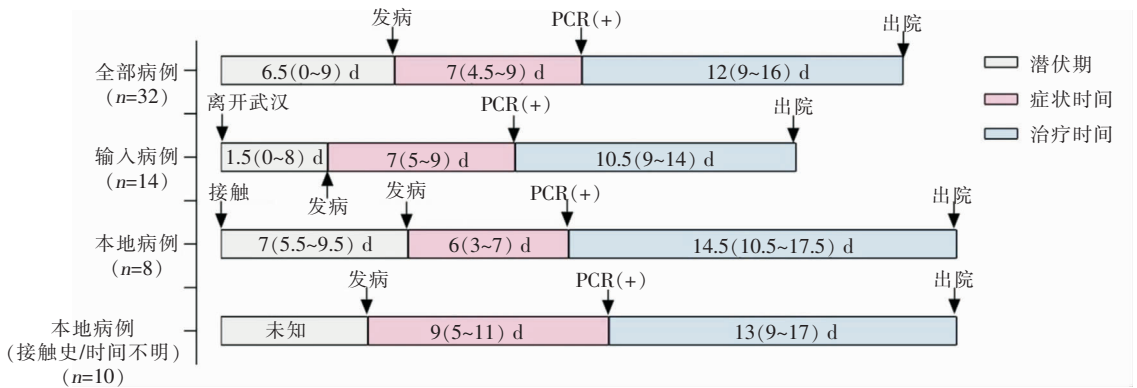 发病 PCR(+) 出院
全部病例 6.5(0~9) d 7(4.5~9) d 12(9~16) d
(n=32)
潜伏期
症状时间
治疗时间
离开武汉 PCR(+) 出院
输入病例 1.5(0~8) d 7(5~9) d 10.5(9~14) d
(n=14)
发病
接触 发病 PCR(+) 出院
本地病例 7(5.5~9.5) d 6(3~7) d 14.5(10.5~17.5) d
(n=8)
发病 PCR(+) 出院
本地病例 未知 9(5~11) d 13(9~17) d
(接触史/时间不明)
(n=10)